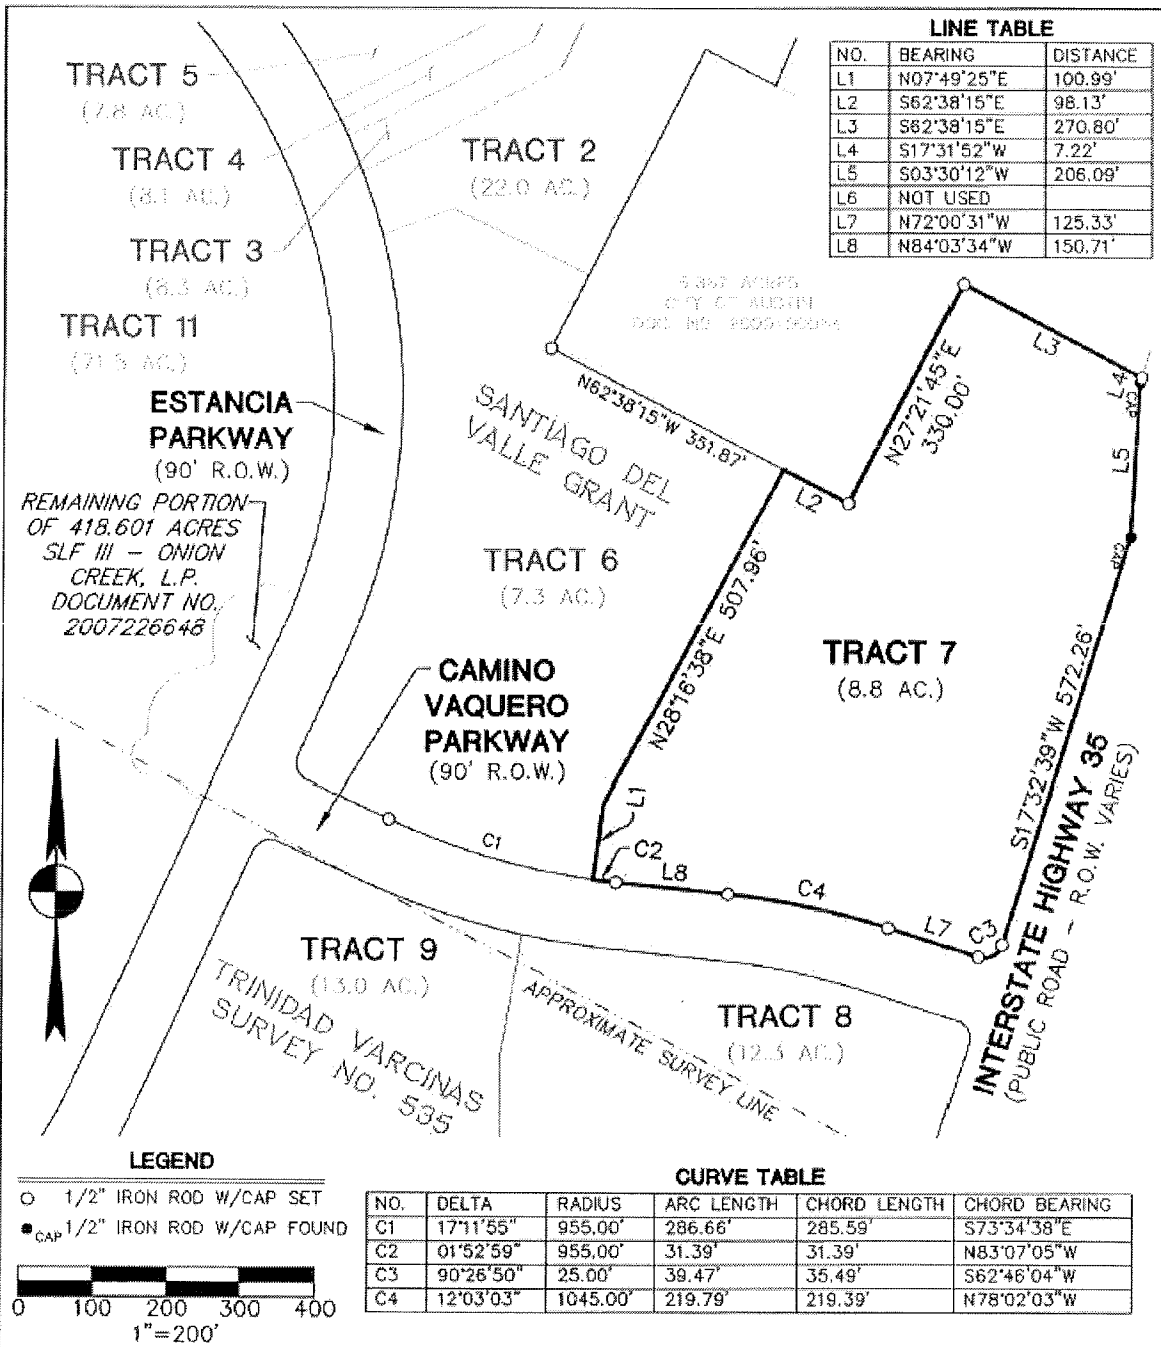 LINE TABLE
NO. BEARING DISTANCE
L1 N07°49'25"E 100.99'
L2 S62°38'15"E 98.13'
L3 S62°38'15"E 270.80'
L4 S17°31'52"W 7.22'
L5 S03°30'12"W 206.09'
L6 NOT USED
L7 N72°00'31"W 125.33'
L8 N84°03'34"W 150.71'
TRACT 5
(7.8 AC.)
TRACT 4
(8.1 AC.)
TRACT 3
(8.3 AC.)
TRACT 11
TRACT 2
(22.0 AC.)
ESTANCIA
PARKWAY
(90' R.O.W.)
REMAINING PORTION
OF 418.601 ACRES
SLF III – ONION
CREEK, L.P.
DOCUMENT NO.
2007226648
N62°38'15"W 351.87'
SANTIAGO DEL
VALLE GRANT
L2
N27°21'45"E
330.00'
L3
L4
CAP
L5
CAP
TRACT 6
(7.3 AC.)
N28°16'38"E 507.96'
TRACT 7
(8.8 AC.)
S17°32'39"W 572.26'
CAMINO
VAQUERO
PARKWAY
(90' R.O.W.)
INTERSTATE HIGHWAY 35
(PUBLIC ROAD – R.O.W. VARIES)
L1
C1
C2
L8
C4
L7
C3
TRACT 9
(13.0 AC.)
TRINIDAD VARCINAS
SURVEY NO. 535
APPROXIMATE SURVEY LINE
TRACT 8
(12.3 AC.)
LEGEND
1/2" IRON ROD W/CAP SET
CAP 1/2" IRON ROD W/CAP FOUND
0 100 200 300 400
1"=200'
CURVE TABLE
NO. DELTA RADIUS ARC LENGTH CHORD LENGTH CHORD BEARING
C1 17°11'55" 955.00' 286.66' 285.59' S73°34'38"E
C2 01°52'59" 955.00' 31.39' 31.39' N83°07'05"W
C3 90°26'50" 25.00' 39.47' 35.49' S62°46'04"W
C4 12°03'03" 1045.00' 219.79' 219.39' N78°02'03"W